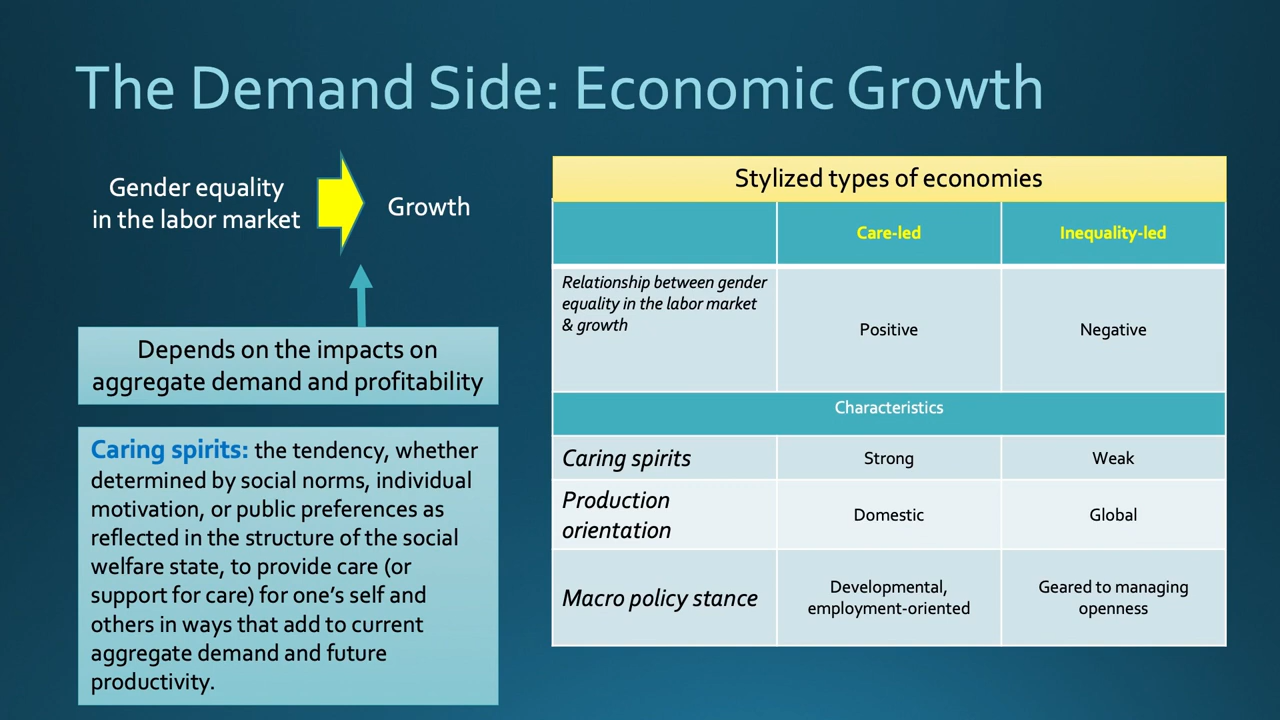 The Demand Side: Economic Growth
Gender equality
in the labor market
Growth
Depends on the impacts on
aggregate demand and profitability
Caring spirits: the tendency, whether
determined by social norms, individual
motivation, or public preferences as
reflected in the structure of the social
welfare state, to provide care (or
support for care) for one’s self and
others in ways that add to current
aggregate demand and future
productivity.
Stylized types of economies
Care-led
Inequality-led
Relationship between gender
equality in the labor market
& growth
Positive
Negative
Characteristics
Caring spirits
Strong
Weak
Production
orientation
Domestic
Global
Macro policy stance
Developmental,
employment-oriented
Geared to managing
openness